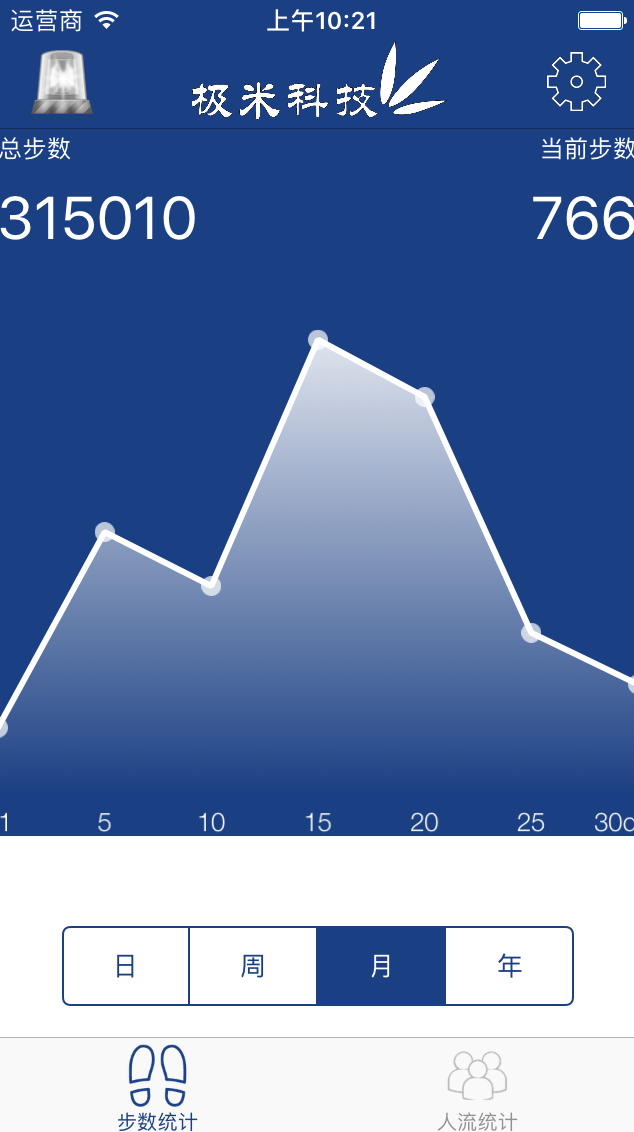 运营商 上午10:21
极米科技
总步数 当前步数
315010 766
1 5 10 15 20 25 30
日 周 月 年
步数统计 人流统计